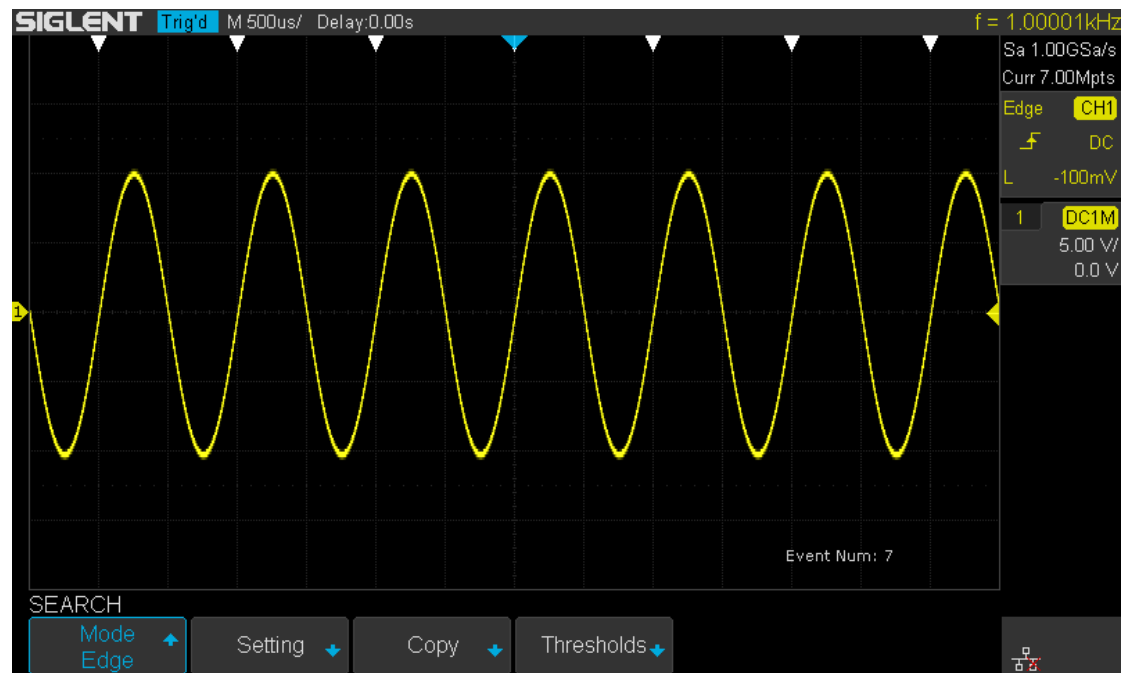 SIGLENT Trig'd M 500us/ Delay:0.00s f = 1.00001kHz
Sa 1.00GSa/s
Curr 7.00Mpts
Edge CH1
DC
L -100mV
1 DC1M
5.00 V/
0.0 V
1
Event Num: 7
SEARCH
Mode
Edge
Setting
Copy
Thresholds